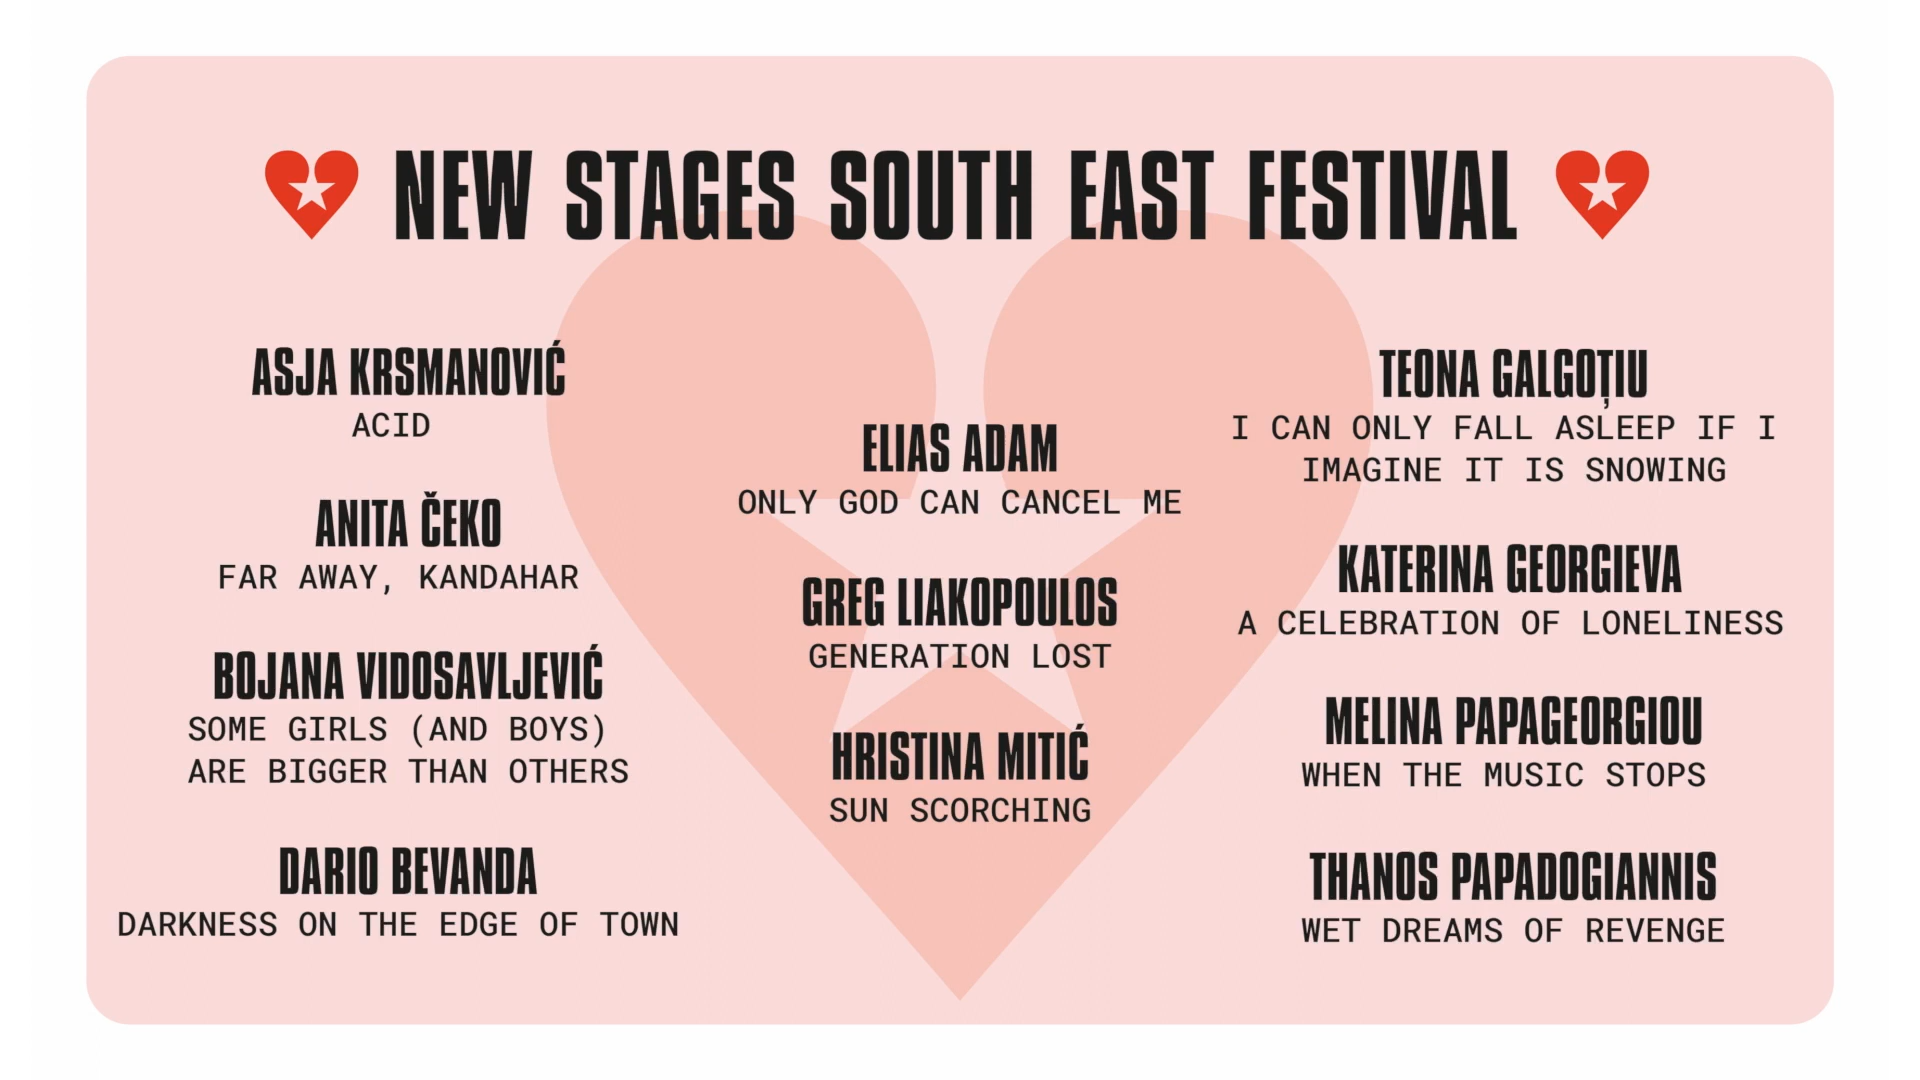 NEW STAGES SOUTH EAST FESTIVAL
ASJA KRSMANOVIĆ
ACID
ANITA ČEKO
FAR AWAY, KANDAHAR
BOJANA VIDOSAVLJEVIĆ
SOME GIRLS (AND BOYS)
ARE BIGGER THAN OTHERS
DARIO BEVANDA
DARKNESS ON THE EDGE OF TOWN
ELIAS ADAM
ONLY GOD CAN CANCEL ME
GREG LIAKOPOULOS
GENERATION LOST
HRISTINA MITIĆ
SUN SCORCHING
TEONA GALGOȚIU
I CAN ONLY FALL ASLEEP IF I
IMAGINE IT IS SNOWING
KATERINA GEORGIEVA
A CELEBRATION OF LONELINESS
MELINA PAPAGEORGIOU
WHEN THE MUSIC STOPS
THANOS PAPADOGIANNIS
WET DREAMS OF REVENGE